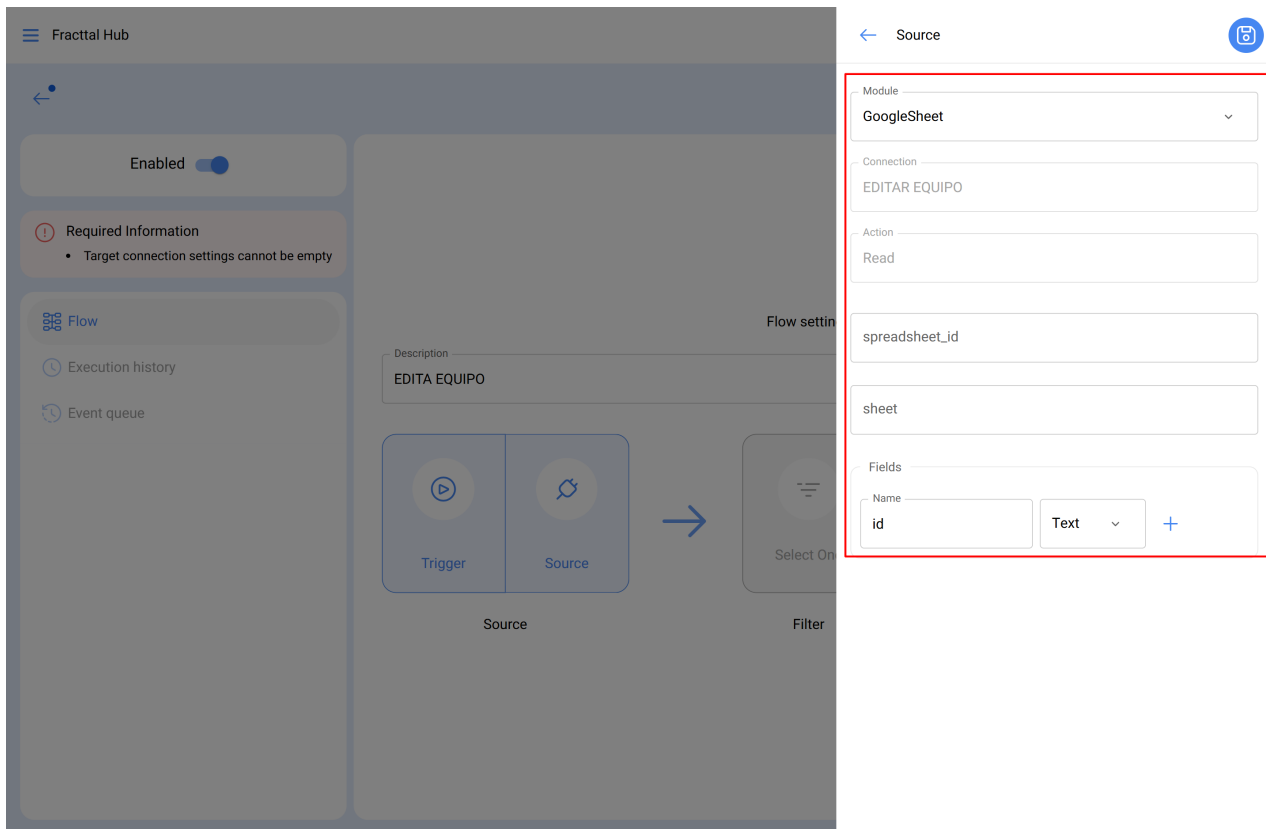 Fracttal Hub
Enabled
Required Information
Target connection settings cannot be empty
Flow
Execution history
Event queue
Flow settin
Description
EDITA EQUIPO
Trigger
Source
Source
Select On
Filter
Source
Module
GoogleSheet
Connection
EDITAR EQUIPO
Action
Read
spreadsheet_id
sheet
Fields
Name
id
Text